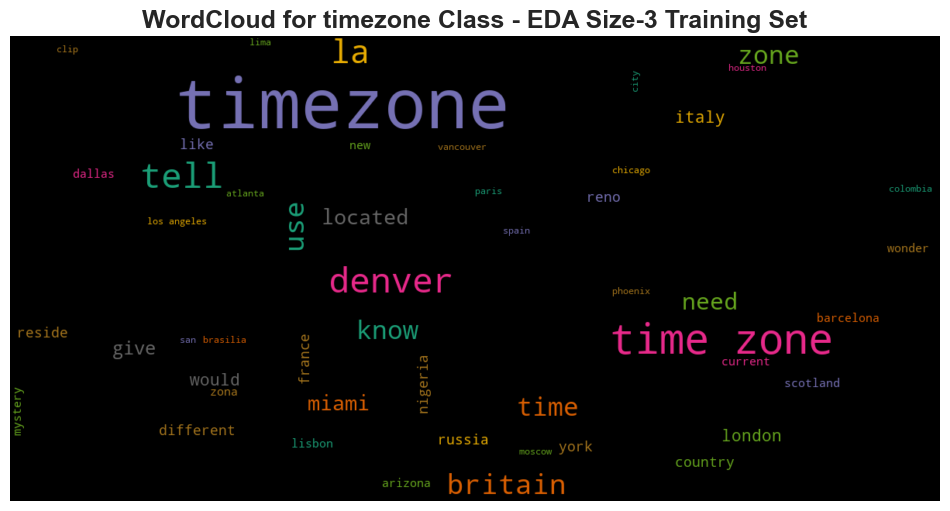 WordCloud for timezone Class - EDA Size-3 Training Set
clip
lima
la
zone
houston
city
timezone
italy
like
new
vancouver
dallas
tell
chicago
colombia
atlanta
paris
reno
use
located
los angeles
spain
wonder
denver
phoenix
need
barcelona
reside
know
time zone
san
brasilia
give
france
current
nigeria
would
scotland
zona
mystery
miami
time
different
lisbon
russia
york
london
moscow
country
arizona
britain